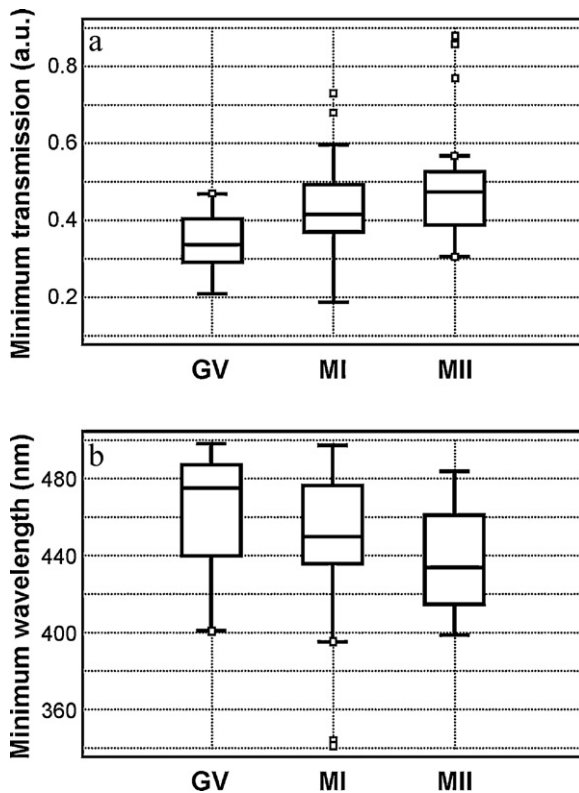 a
Minimum transmission (a.u.)
0.8
0.6
0.4
0.2
GV MI MII
b
Minimum wavelength (nm)
480
440
400
360
GV MI MII